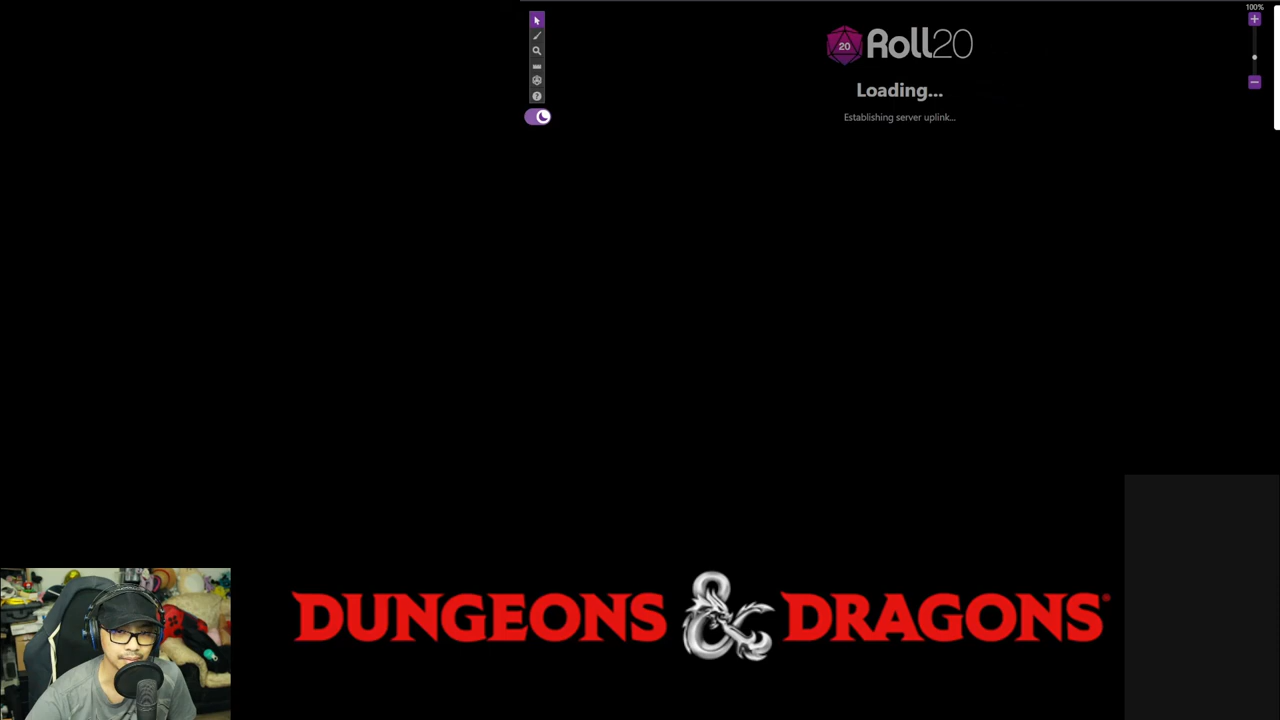 100%
20 Roll20
Loading...
Establishing server uplink...
DUNGEONS & DRAGONS®